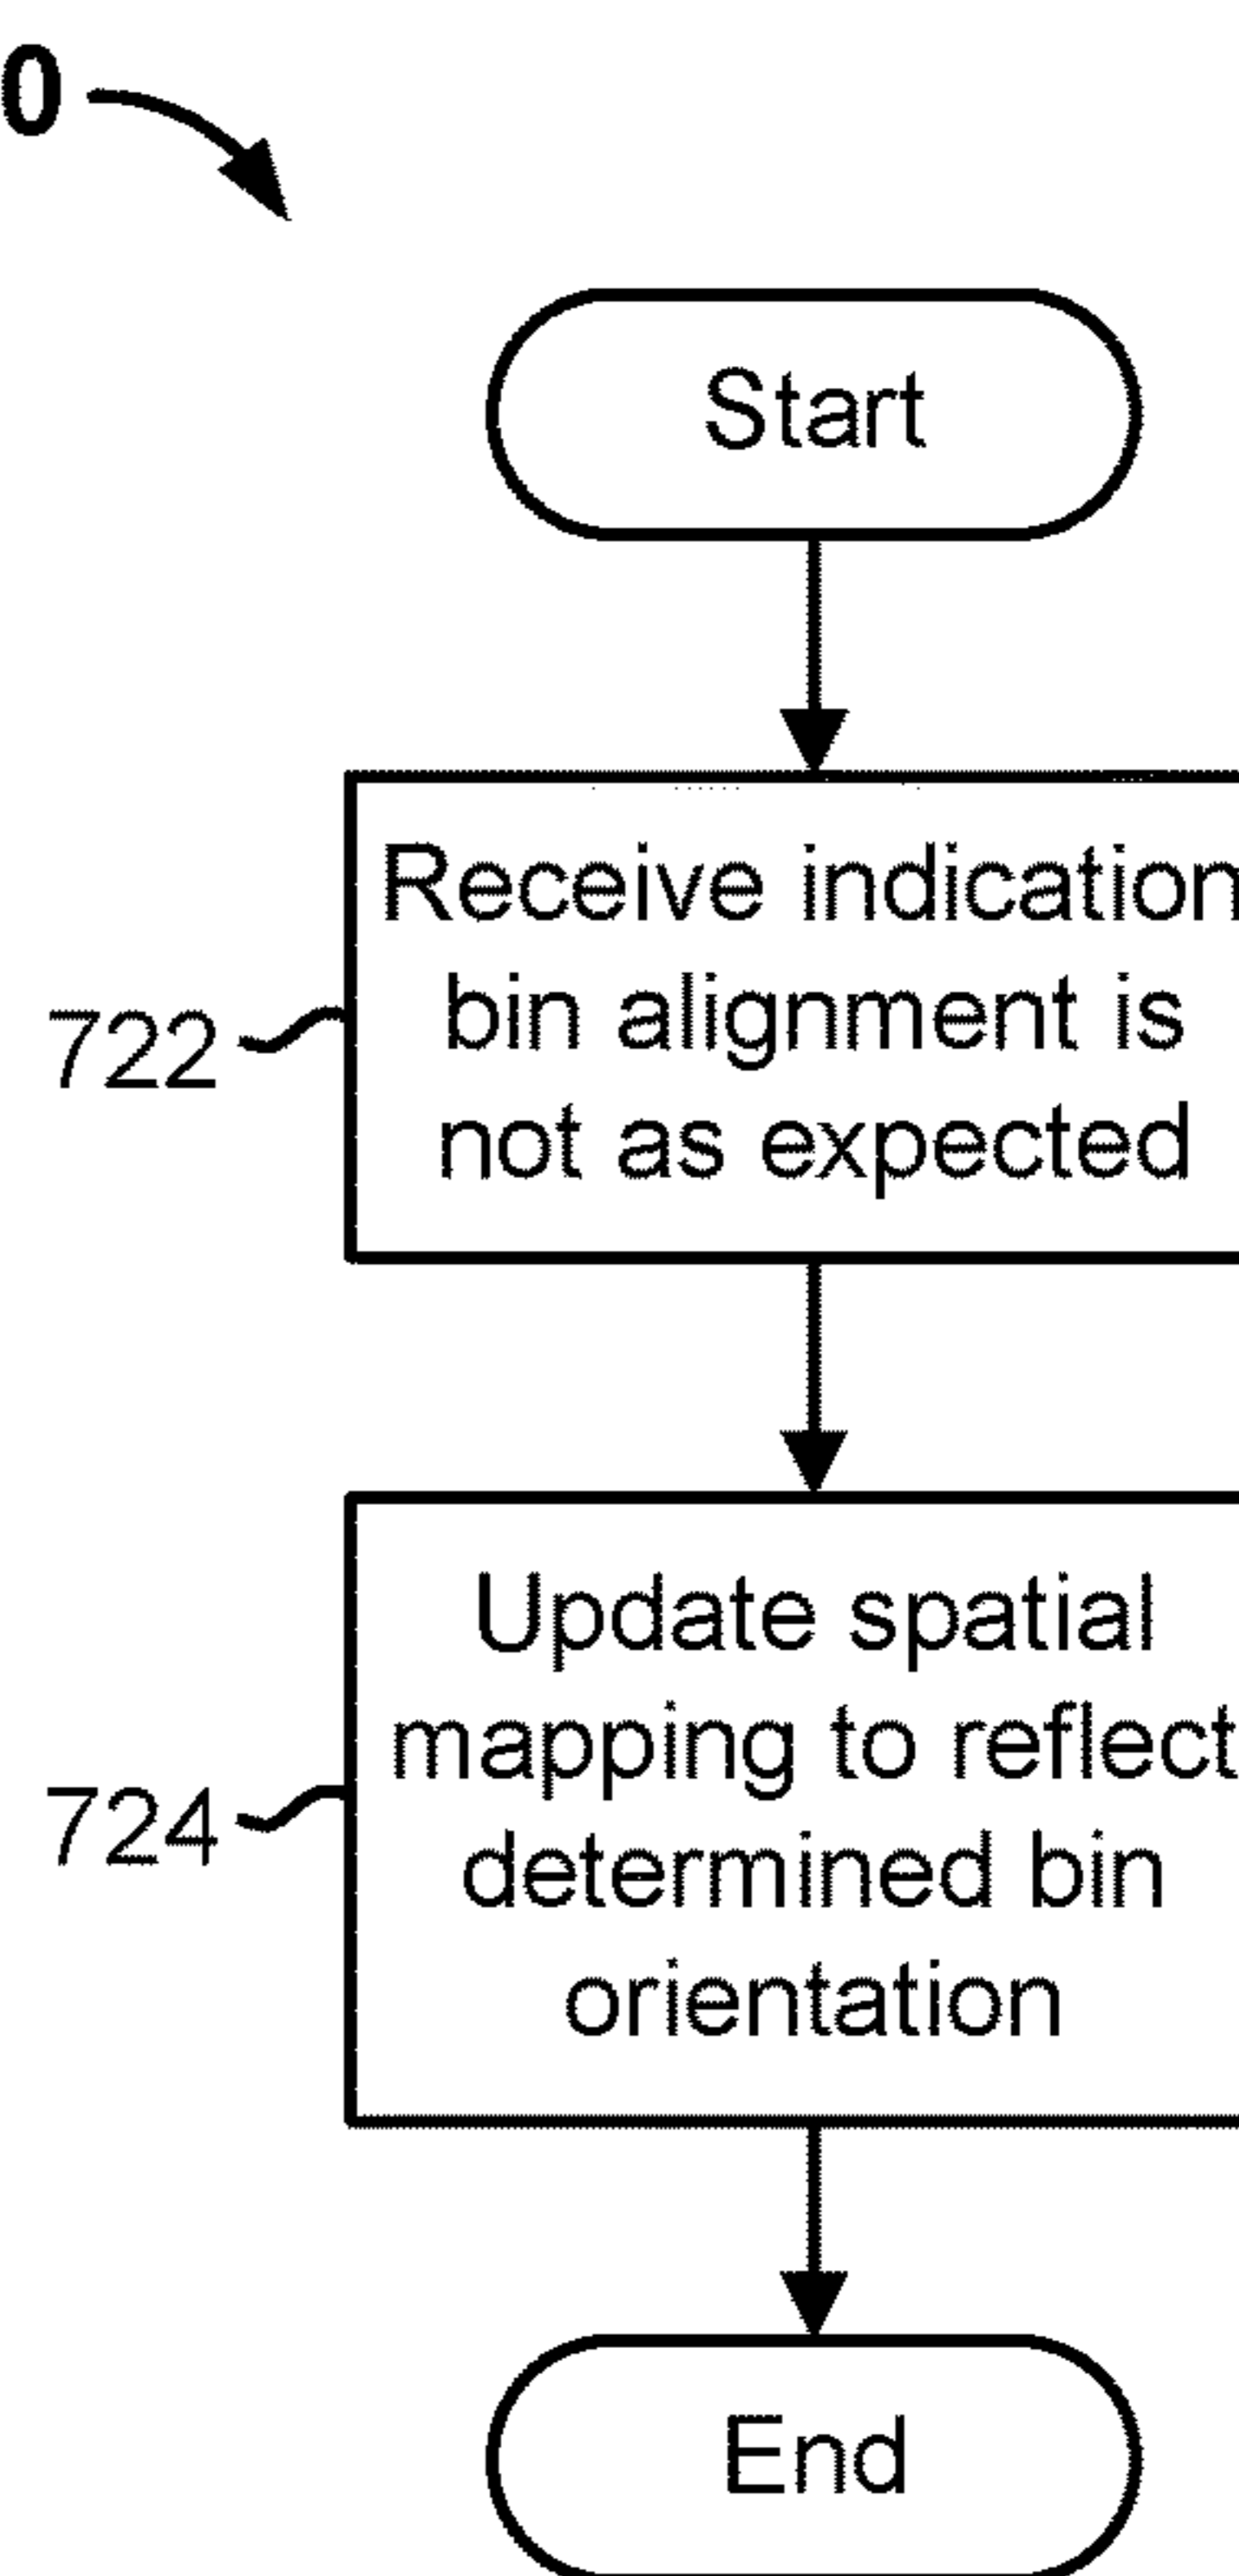 0
Start
Receive indication
bin alignment is
722
not as expected
Update spatial
mapping to reflect
724
determined bin
orientation
End